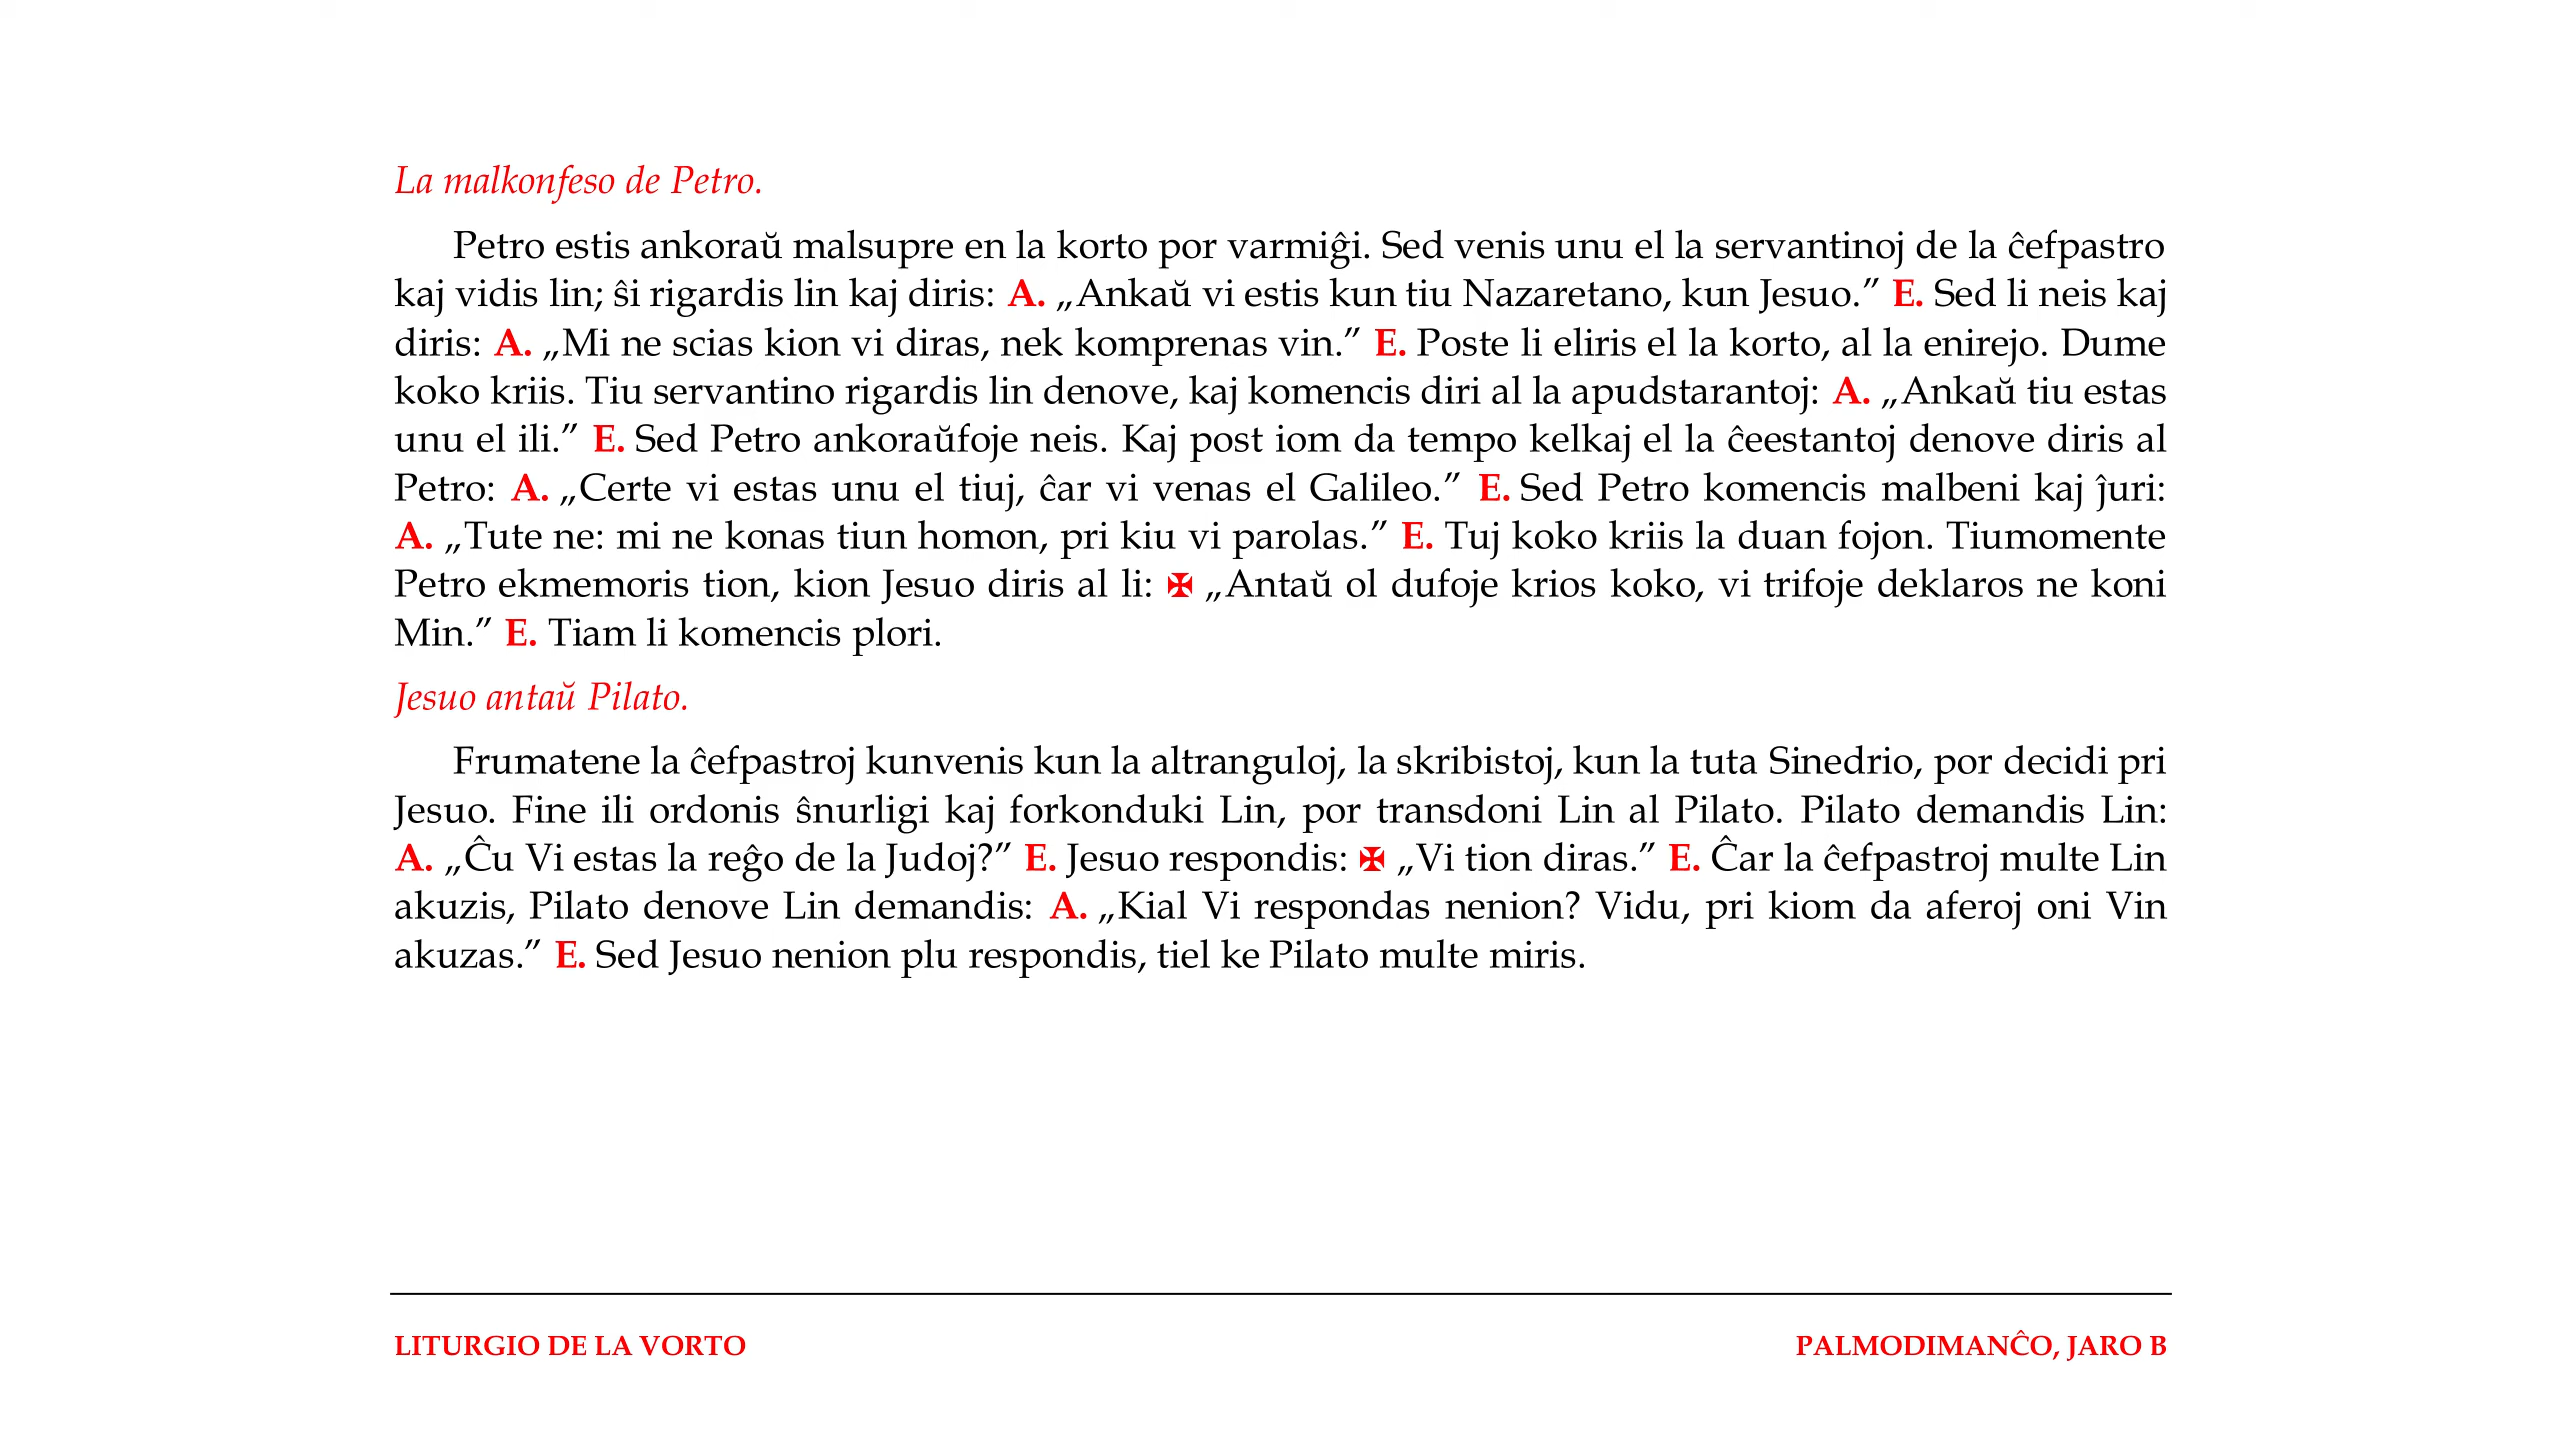 La malkonfeso de Petro.
Petro estis ankoraŭ malsupre en la korto por varmiĝi. Sed venis unu el la servantinoj de la ĉefpastro
kaj vidis lin; ŝi rigardis lin kaj diris: A. „Ankaŭ vi estis kun tiu Nazaretano, kun Jesuo.” E. Sed li neis kaj
diris: A. „Mi ne scias kion vi diras, nek komprenas vin.” E. Poste li eliris el la korto, al la enirejo. Dume
koko kriis. Tiu servantino rigardis lin denove, kaj komencis diri al la apudstarantoj: A. „Ankaŭ tiu estas
unu el ili.” E. Sed Petro ankoraŭfoje neis. Kaj post iom da tempo kelkaj el la ĉeestantoj denove diris al
Petro: A. „Certe vi estas unu el tiuj, ĉar vi venas el Galileo.” E. Sed Petro komencis malbeni kaj ĵuri:
A. „Tute ne: mi ne konas tiun homon, pri kiu vi parolas.” E. Tuj koko kriis la duan fojon. Tiumomente
Petro ekmemoris tion, kion Jesuo diris al li: ✠ „Antaŭ ol dufoje krios koko, vi trifoje deklaros ne koni
Min.” E. Tiam li komencis plori.
Jesuo antaŭ Pilato.
Frumatene la ĉefpastroj kunvenis kun la altranguloj, la skribistoj, kun la tuta Sinedrio, por decidi pri
Jesuo. Fine ili ordonis ŝnurligi kaj forkonduki Lin, por transdoni Lin al Pilato. Pilato demandis Lin:
A. „Ĉu Vi estas la reĝo de la Judoj?” E. Jesuo respondis: ✠ „Vi tion diras.” E. Ĉar la ĉefpastroj multe Lin
akuzis, Pilato denove Lin demandis: A. „Kial Vi respondas nenion? Vidu, pri kiom da aferoj oni Vin
akuzas.” E. Sed Jesuo nenion plu respondis, tiel ke Pilato multe miris.
LITURGIO DE LA VORTO
PALMODIMANĈO, JARO B